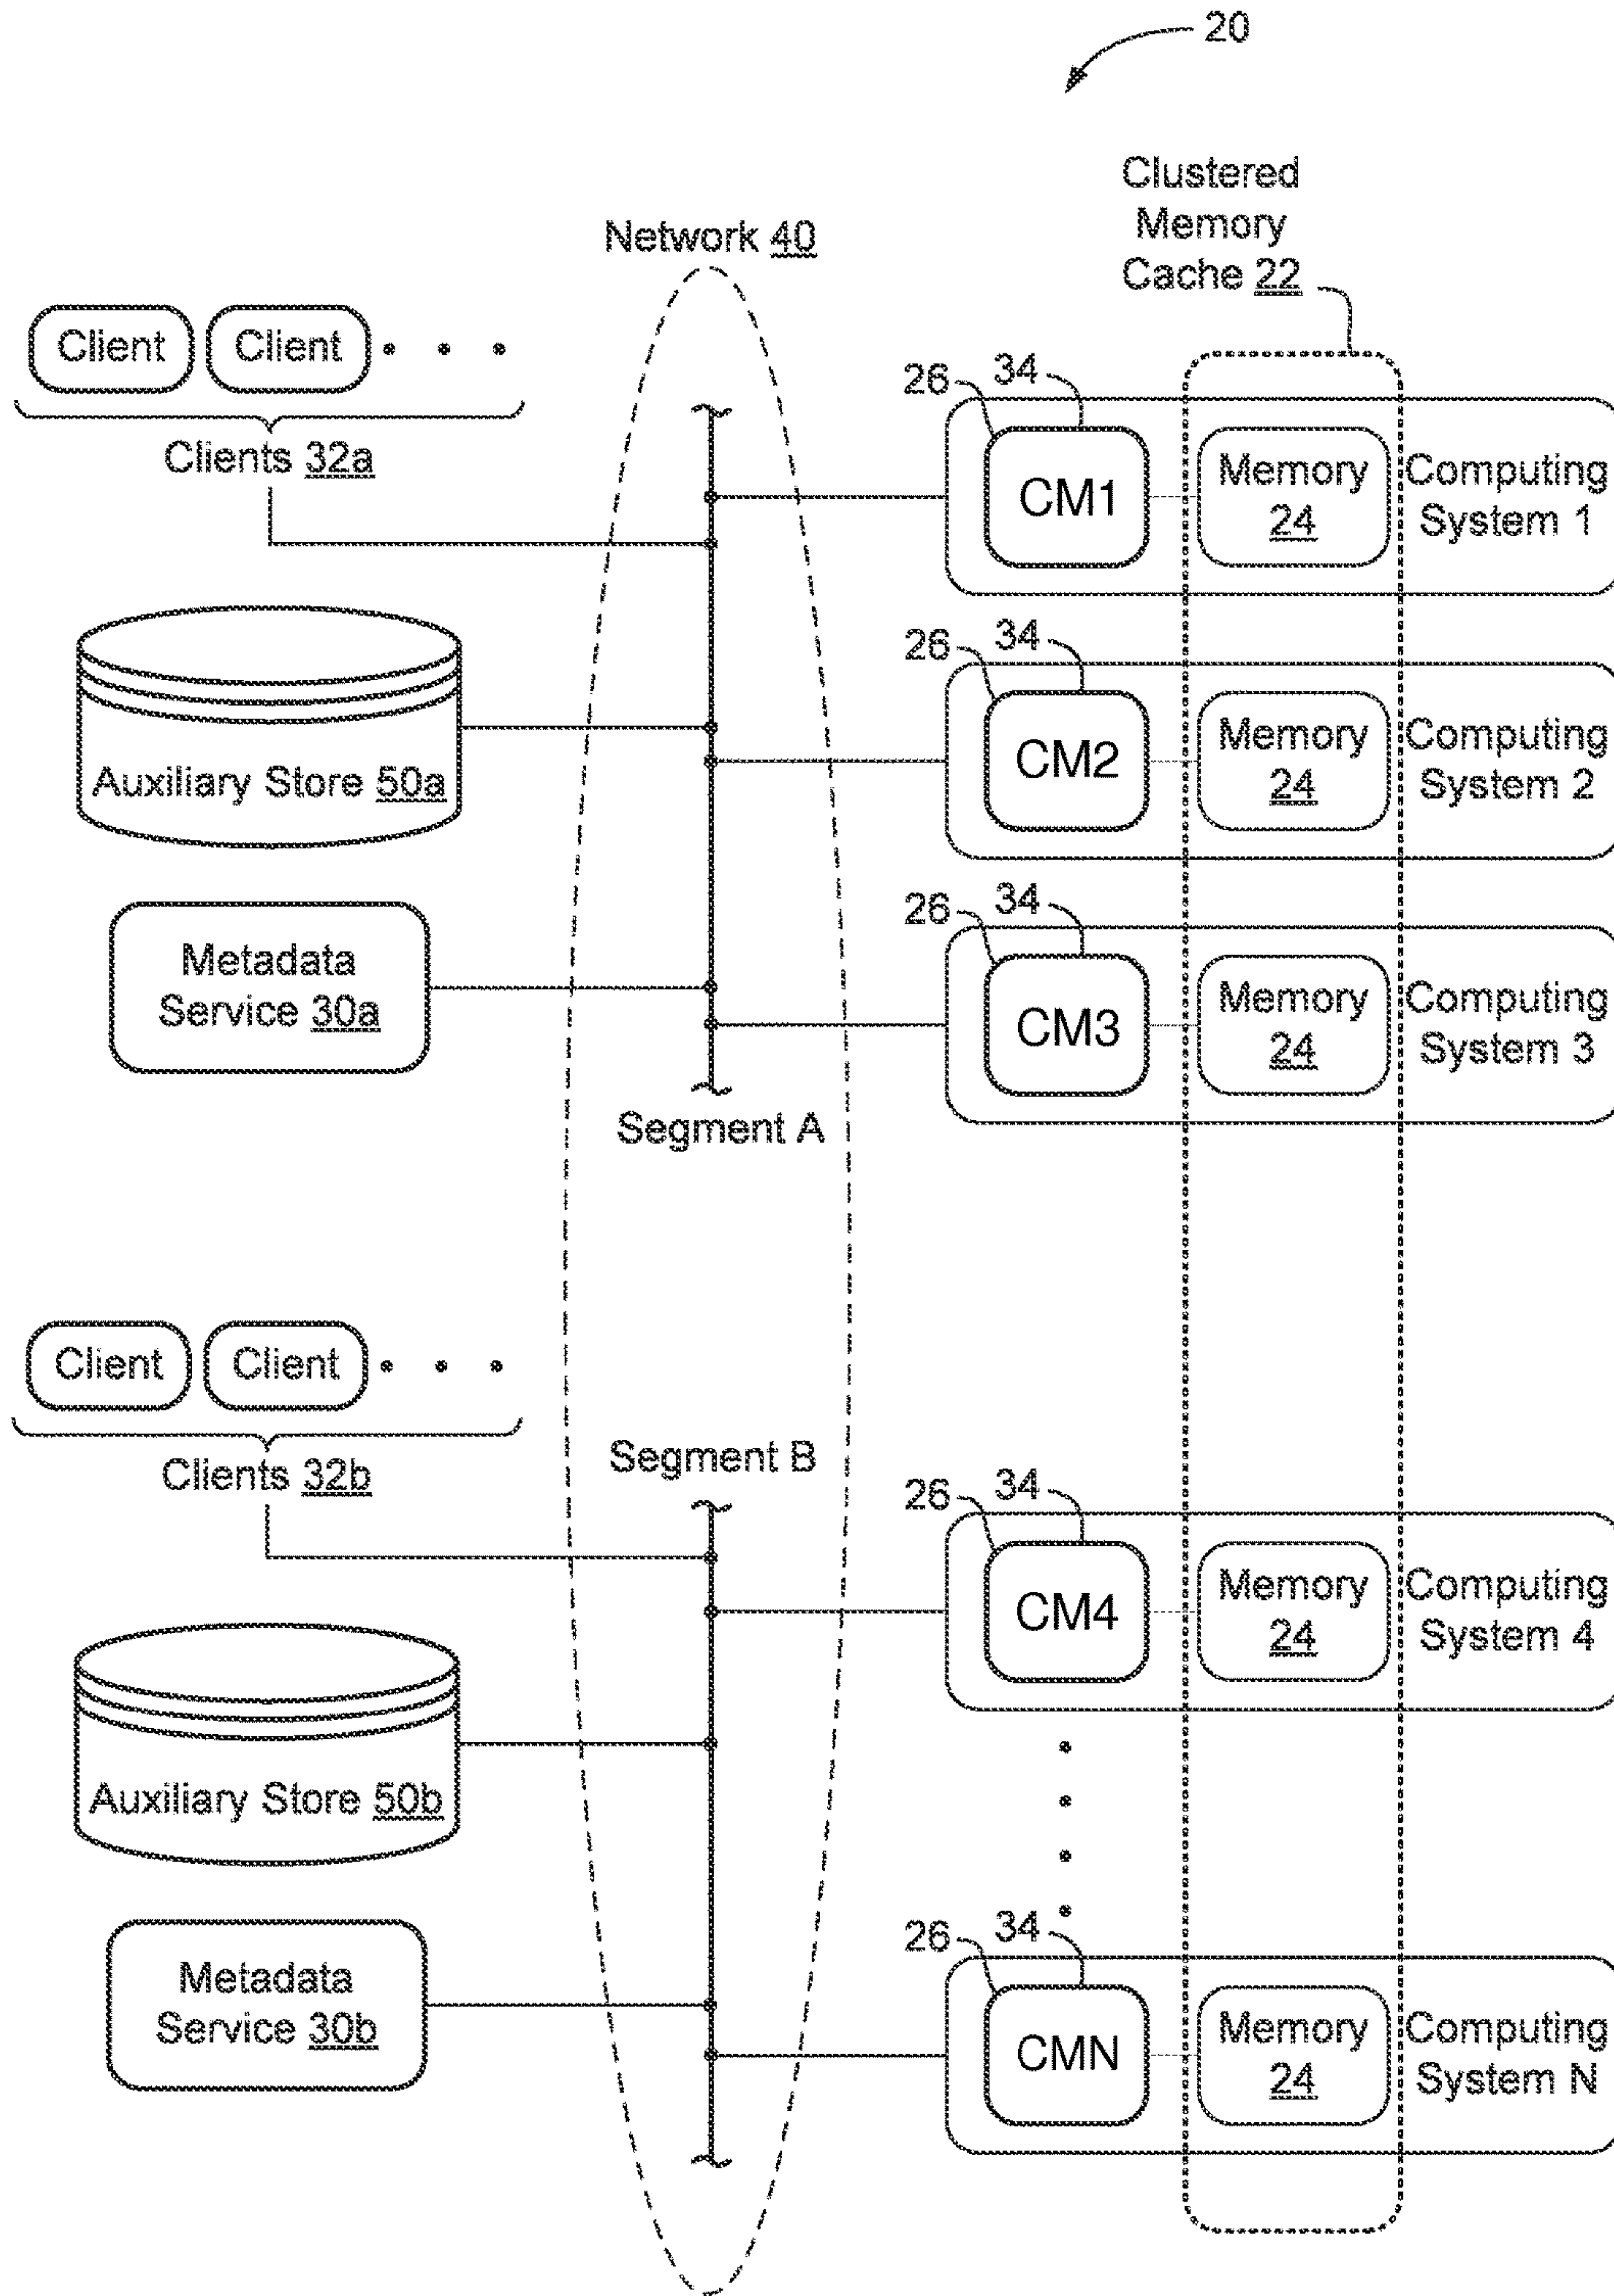 20
Clustered
Memory
Cache 22
Network 40
Client
Client
Clients 32a
26
34
CM1
Memory
24
Computing
System 1
Auxiliary Store 50a
26
34
CM2
Memory
24
Computing
System 2
Metadata
Service 30a
26
34
CM3
Memory
24
Computing
System 3
Segment A
Client
Client
Clients 32b
Segment B
26
34
CM4
Memory
24
Computing
System 4
Auxiliary Store 50b
Metadata
Service 30b
26
34
CMN
Memory
24
Computing
System N